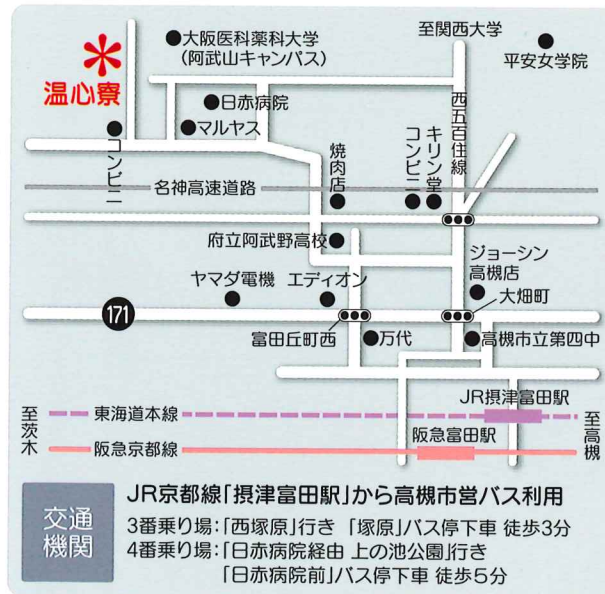 大阪医科薬科大学
(阿武山キャンパス)
至関西大学
平安女学院
温心寮
日赤病院
マルヤス
コンビニ
西五百住線
キリン堂
コンビニ
焼肉店
名神高速道路
府立阿武野高校
ジョーシン
高槻店
ヤマダ電機
エディオン
大畑町
171
富田丘町西
万代
高槻市立第四中
JR摂津富田駅
至茨木
東海道本線
至高槻
阪急富田駅
阪急京都線
交通
機関
JR京都線「摂津富田駅」から高槻市営バス利用
3番乗り場:「西塚原」行き 「塚原」バス停下車 徒歩3分
4番乗り場:「日赤病院経由 上の池公園」行き
「日赤病院前」バス停下車 徒歩5分